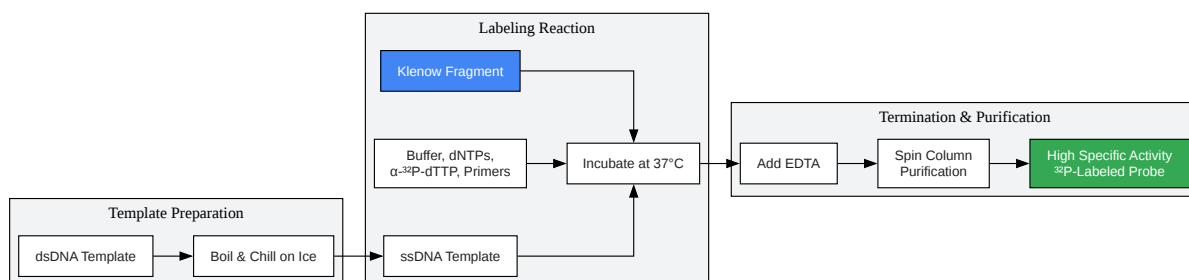 Template Preparation
dsDNA Template
Boil & Chill on Ice
Labeling Reaction
Klenow Fragment
Buffer, dNTPs,
α-³²P-dTTP, Primers
ssDNA Template
Incubate at 37°C
Termination & Purification
Add EDTA
Spin Column
Purification
High Specific Activity
³²P-Labeled Probe